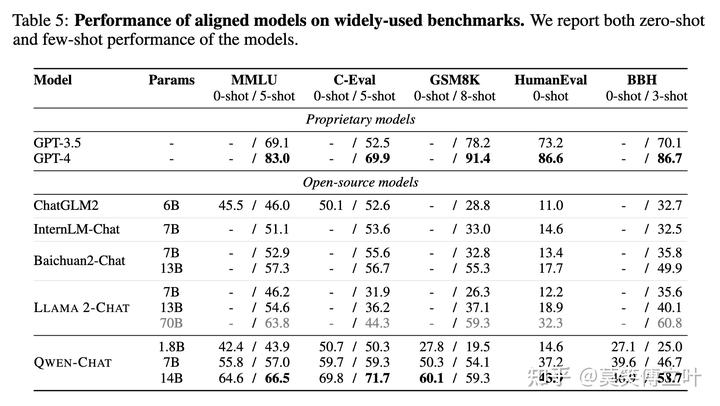 Table 5: Performance of aligned models on widely-used benchmarks. We report both zero-shot
and few-shot performance of the models.
Model Params MMLU C-Eval GSM8K HumanEval BBH
0-shot / 5-shot 0-shot / 5-shot 0-shot / 8-shot 0-shot 0-shot / 3-shot
Proprietary models
GPT-3.5 - - / 69.1 - / 52.5 - / 78.2 73.2 - / 70.1
GPT-4 - - / 83.0 - / 69.9 - / 91.4 86.6 - / 86.7
Open-source models
ChatGLM2 6B 45.5 / 46.0 50.1 / 52.6 - / 28.8 11.0 - / 32.7
InternLM-Chat 7B - / 51.1 - / 53.6 - / 33.0 14.6 - / 32.5
Baichuan2-Chat
7B - / 52.9 - / 55.6 - / 32.8 13.4 - / 35.8
13B - / 57.3 - / 56.7 - / 55.3 17.7 - / 49.9
LLAMA 2-CHAT
7B - / 46.2 - / 31.9 - / 26.3 12.2 - / 35.6
13B - / 54.6 - / 36.2 - / 37.1 18.9 - / 40.1
70B - / 63.8 - / 44.3 - / 59.3 32.3 - / 60.8
QWEN-CHAT
1.8B 42.4 / 43.9 50.7 / 50.3 27.8 / 19.5 14.6 27.1 / 25.0
7B 55.8 / 57.0 59.7 / 59.3 50.3 / 54.1 37.2 39.6 / 46.7
14B 64.6 / 66.5 69.8 / 71.7 60.1 / 59.3 / 58.7
知乎